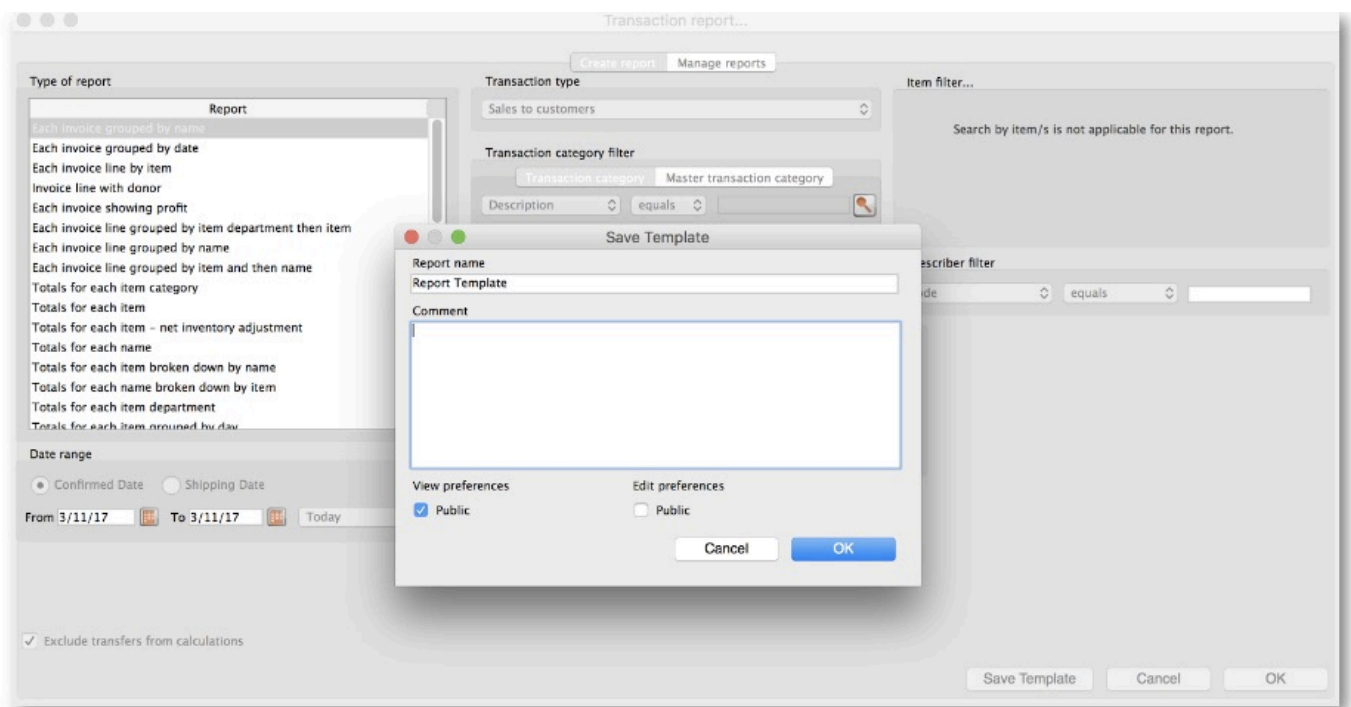 Transaction report...
Create report Manage reports
Type of report
Report
Each invoice grouped by name
Each invoice grouped by date
Each invoice line by item
Invoice line with donor
Each invoice showing profit
Each invoice line grouped by item department then item
Each invoice line grouped by name
Each invoice line grouped by item and then name
Totals for each item category
Totals for each item
Totals for each item – net inventory adjustment
Totals for each name
Totals for each item broken down by name
Totals for each name broken down by item
Totals for each item department
Totals for each item grouped by day
Transaction type
Sales to customers
Transaction category filter
Transaction category Master transaction category
Description equals
Item filter...
Search by item/s is not applicable for this report.
escriber filter
de equals
Save Template
Report name
Report Template
Comment
View preferences Edit preferences
Public Public
Cancel OK
Date range
Confirmed Date Shipping Date
From 3/11/17 To 3/11/17 Today
Exclude transfers from calculations
Save Template Cancel OK